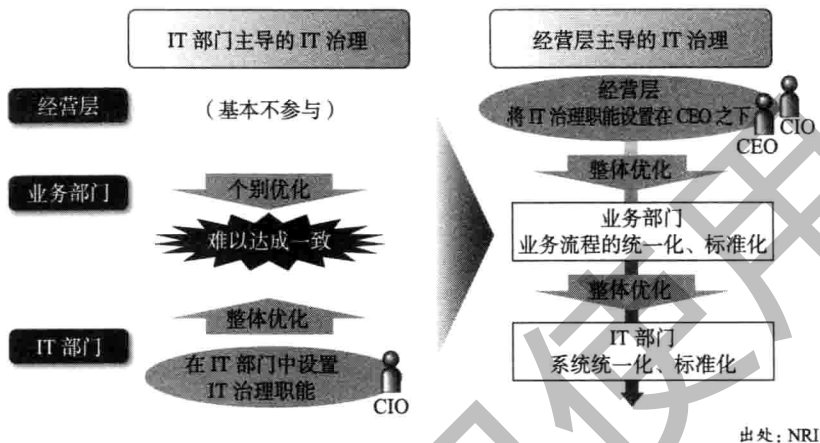 IT 部门主导的 IT 治理
经营层主导的 IT 治理
经营层
（基本不参与）
经营层
将 IT 治理职能设置在 CEO 之下
CEO
CIO
业务部门
个别优化
难以达成一致
整体优化
业务部门
业务流程的统一化、标准化
整体优化
IT 部门
整体优化
在 IT 部门中设置
IT 治理职能
CIO
IT 部门
系统统一化、标准化
出处：NRI